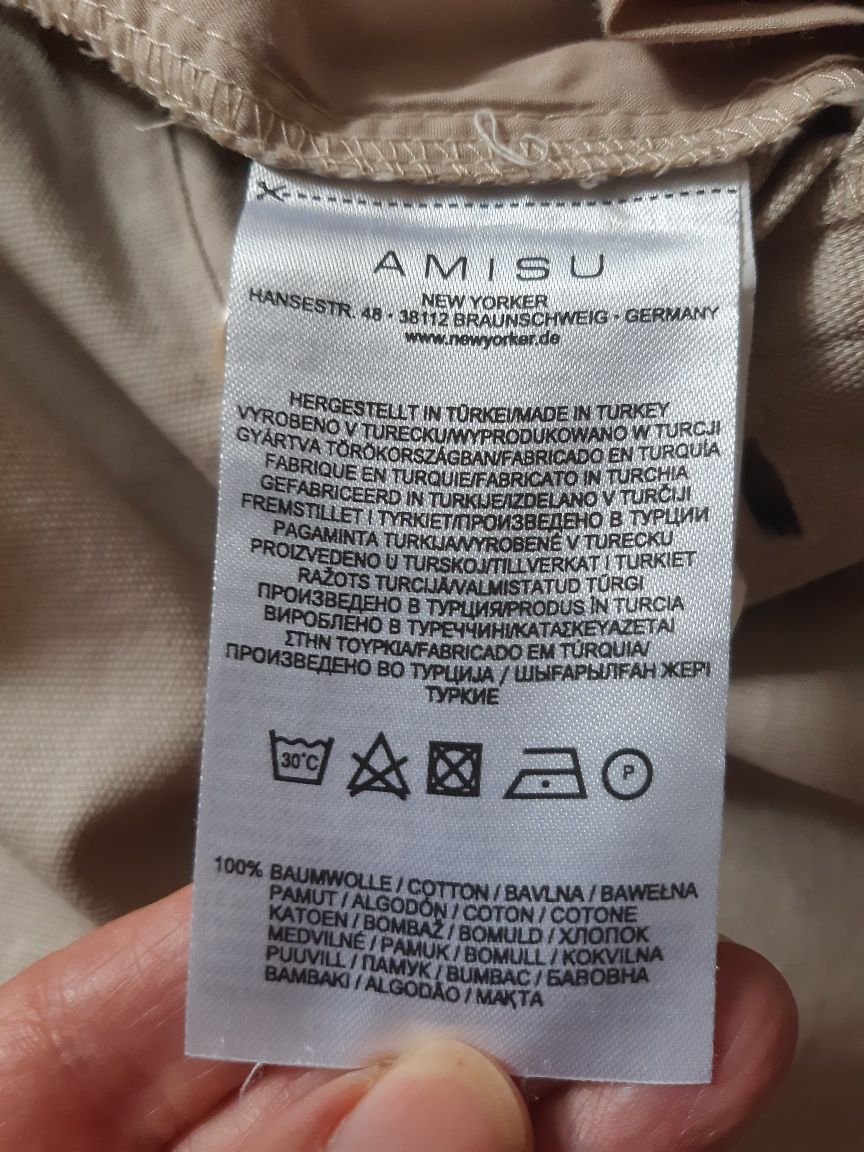 AMISU
NEW YORKER
HANSESTR. 48 • 38112 BRAUNSCHWEIG • GERMANY
www.newyorker.de
HERGESTELLT IN TÜRKEI/MADE IN TURKEY
VYROBENO V TURECKU/WYPRODUKOWANO W TURCJI
GYÁRTVA TÖRÖKORSZÁGBAN/FABRICADO EN TURQUÍA
FABRIQUE EN TURQUIE/FABRICATO IN TURCHIA
GEFABRICEERD IN TURKIJE/IZDELANO V TURČIJI
FREMSTILLET I TYRKIET/ПРОИЗВЕДЕНО В ТУРЦИИ
PAGAMINTA TURKIJA/VYROBENÉ V TURECKU
PROIZVEDENO U TURSKOJ/TILLVERKAT I TURKIET
RAŽOTS TURCIJĀ/VALMISTATUD TÜRGI
ПРОИЗВЕДЕНО В ТУРЦИЯ/PRODUS ÎN TURCIA
ВИРОБЛЕНО В ТУРЕЧЧИНІ/ΚΑΤΑΣΚΕΥΑΖΕΤΑΙ
ΣΤΗΝ ΤΟΥΡΚΙΑ/FABRICADO EM TÚRQUIA/
ПРОИЗВЕДЕНО ВО ТУРЦИЈА / ШЫҒАРЫЛҒАН ЖЕРІ
ТУРКИЕ
30°C
P
100% BAUMWOLLE / COTTON / BAVLNA / BAWEŁNA
PAMUT / ALGODÓN / COTON / COTONE
KATOEN / BOMBAŽ / BOMULD / ХЛОПОК
MEDVILNĖ / PAMUK / BOMULL / KOKVILNA
PUUVILL / ПАМУК / BUMBAC / БАВОВНА
BAMBAKI / ALGODÃO / МАҚТА